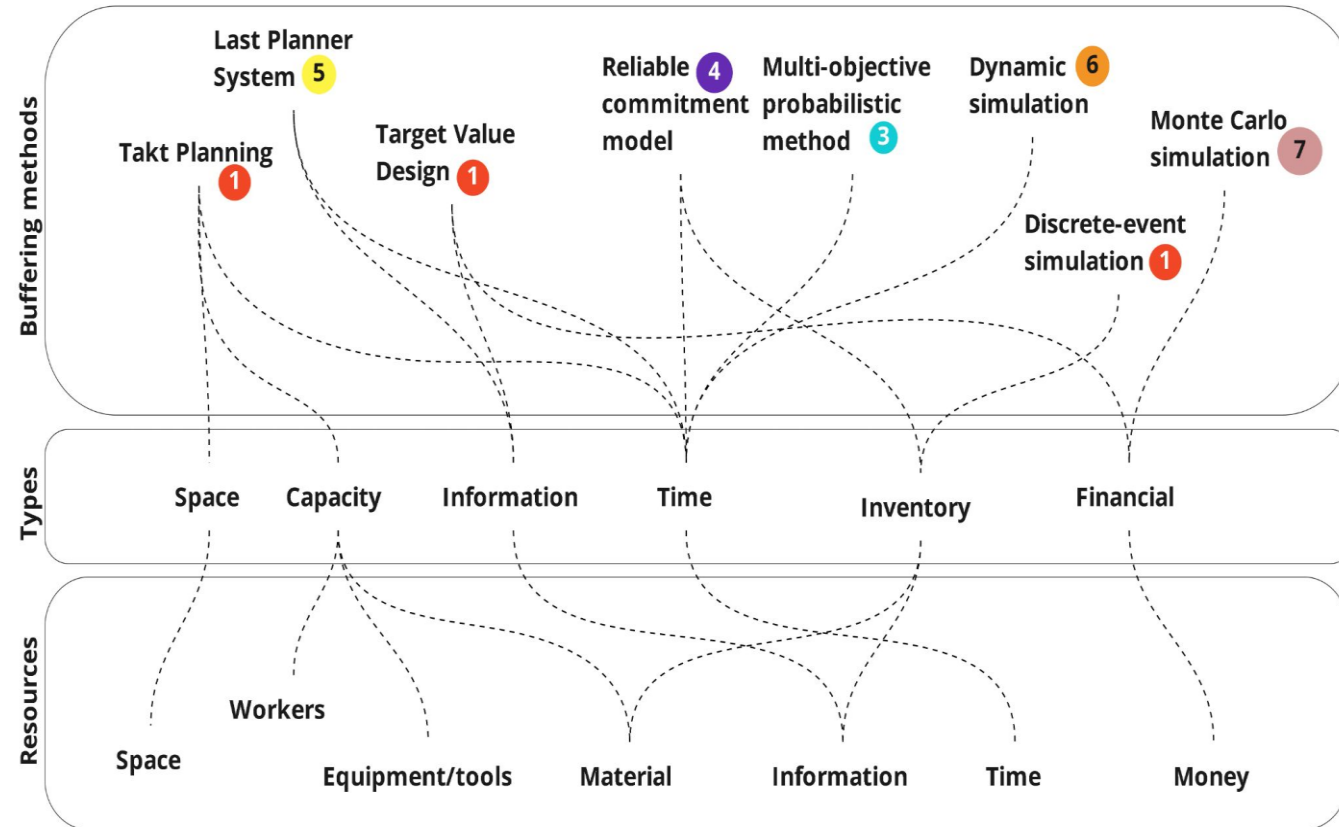 Buffering methods
Last Planner
System 5
Takt Planning
1
Target Value
Design 1
Reliable 4
commitment
model
Multi-objective
probabilistic
method 3
Dynamic 6
simulation
Monte Carlo
simulation 7
Discrete-event
simulation 1
Types
Space
Capacity
Information
Time
Inventory
Financial
Resources
Space
Workers
Equipment/tools
Material
Information
Time
Money